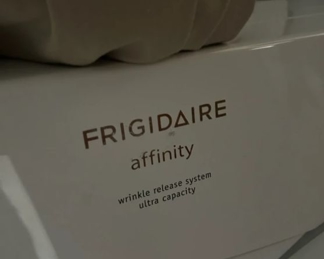 FRIGIDAIRE
affinity
wrinkle release system
ultra capacity